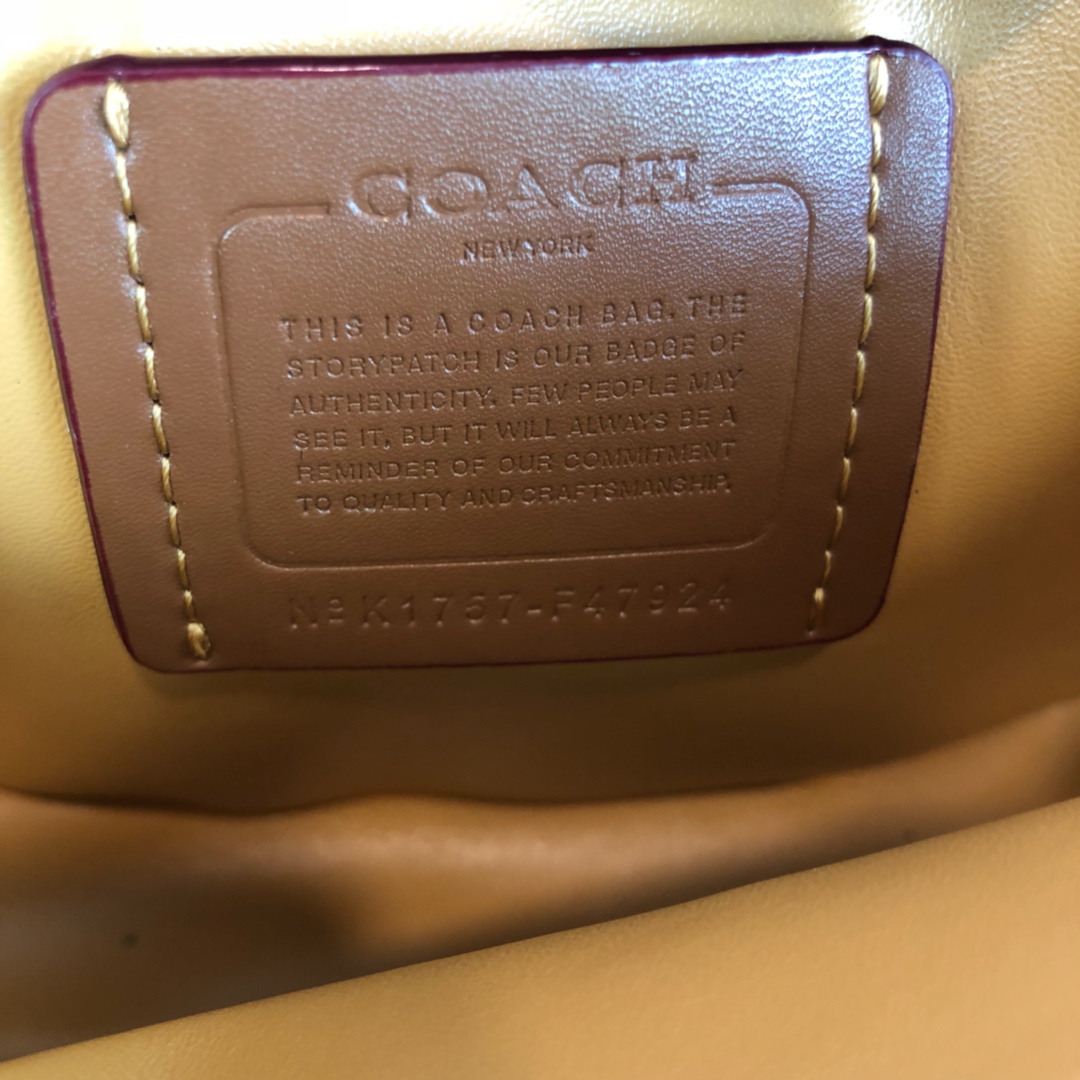 COACH
NEW YORK
THIS IS A COACH BAG. THE
STORYPATCH IS OUR BADGE OF
AUTHENTICITY. FEW PEOPLE MAY
SEE IT, BUT IT WILL ALWAYS BE A
REMINDER OF OUR COMMITMENT
TO QUALITY AND CRAFTSMANSHIP.
Nº K1757-F47924